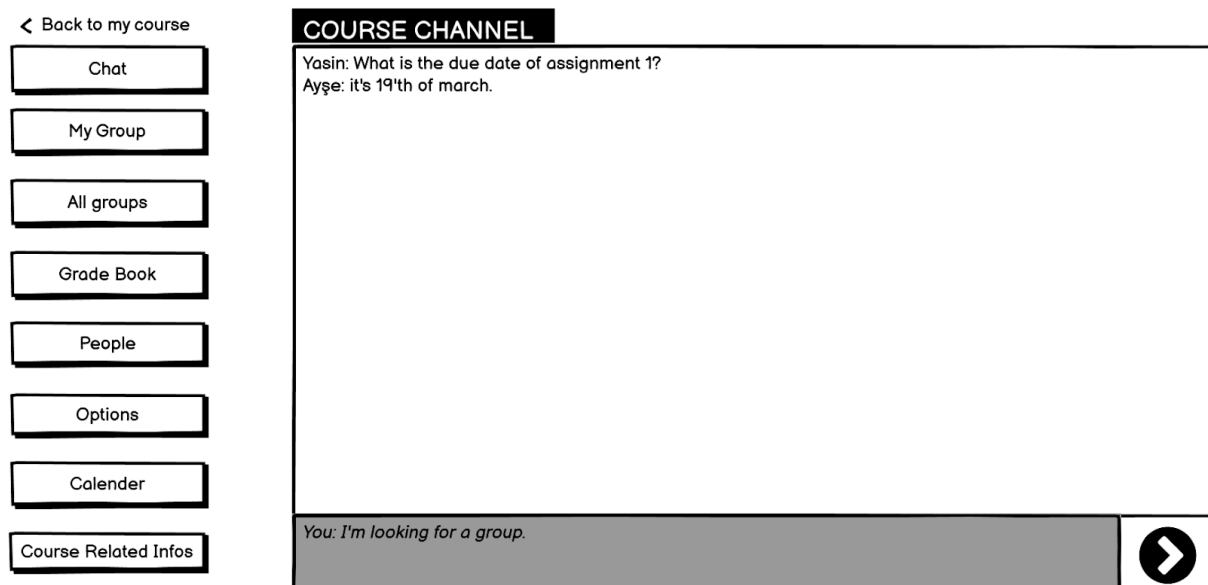 Back to my course
Chat
My Group
All groups
Grade Book
People
Options
Calender
Course Related Infos
COURSE CHANNEL
Yasin: What is the due date of assignment 1?
Ayşe: it's 19'th of march.
You: I'm looking for a group.